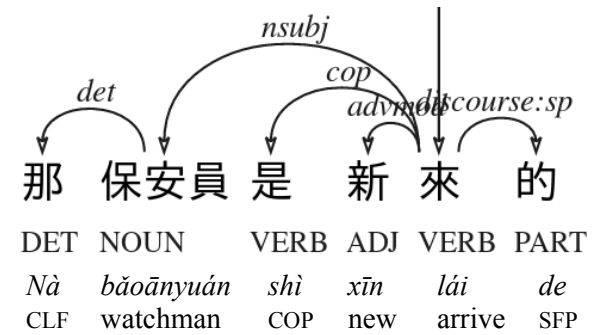 nsubj
det
cop
advmod
discourse:sp
那 保安員 是 新 來 的
DET NOUN VERB ADJ VERB PART
Nà bǎoānyuán shì xīn lái de
CLF watchman COP new arrive SFP